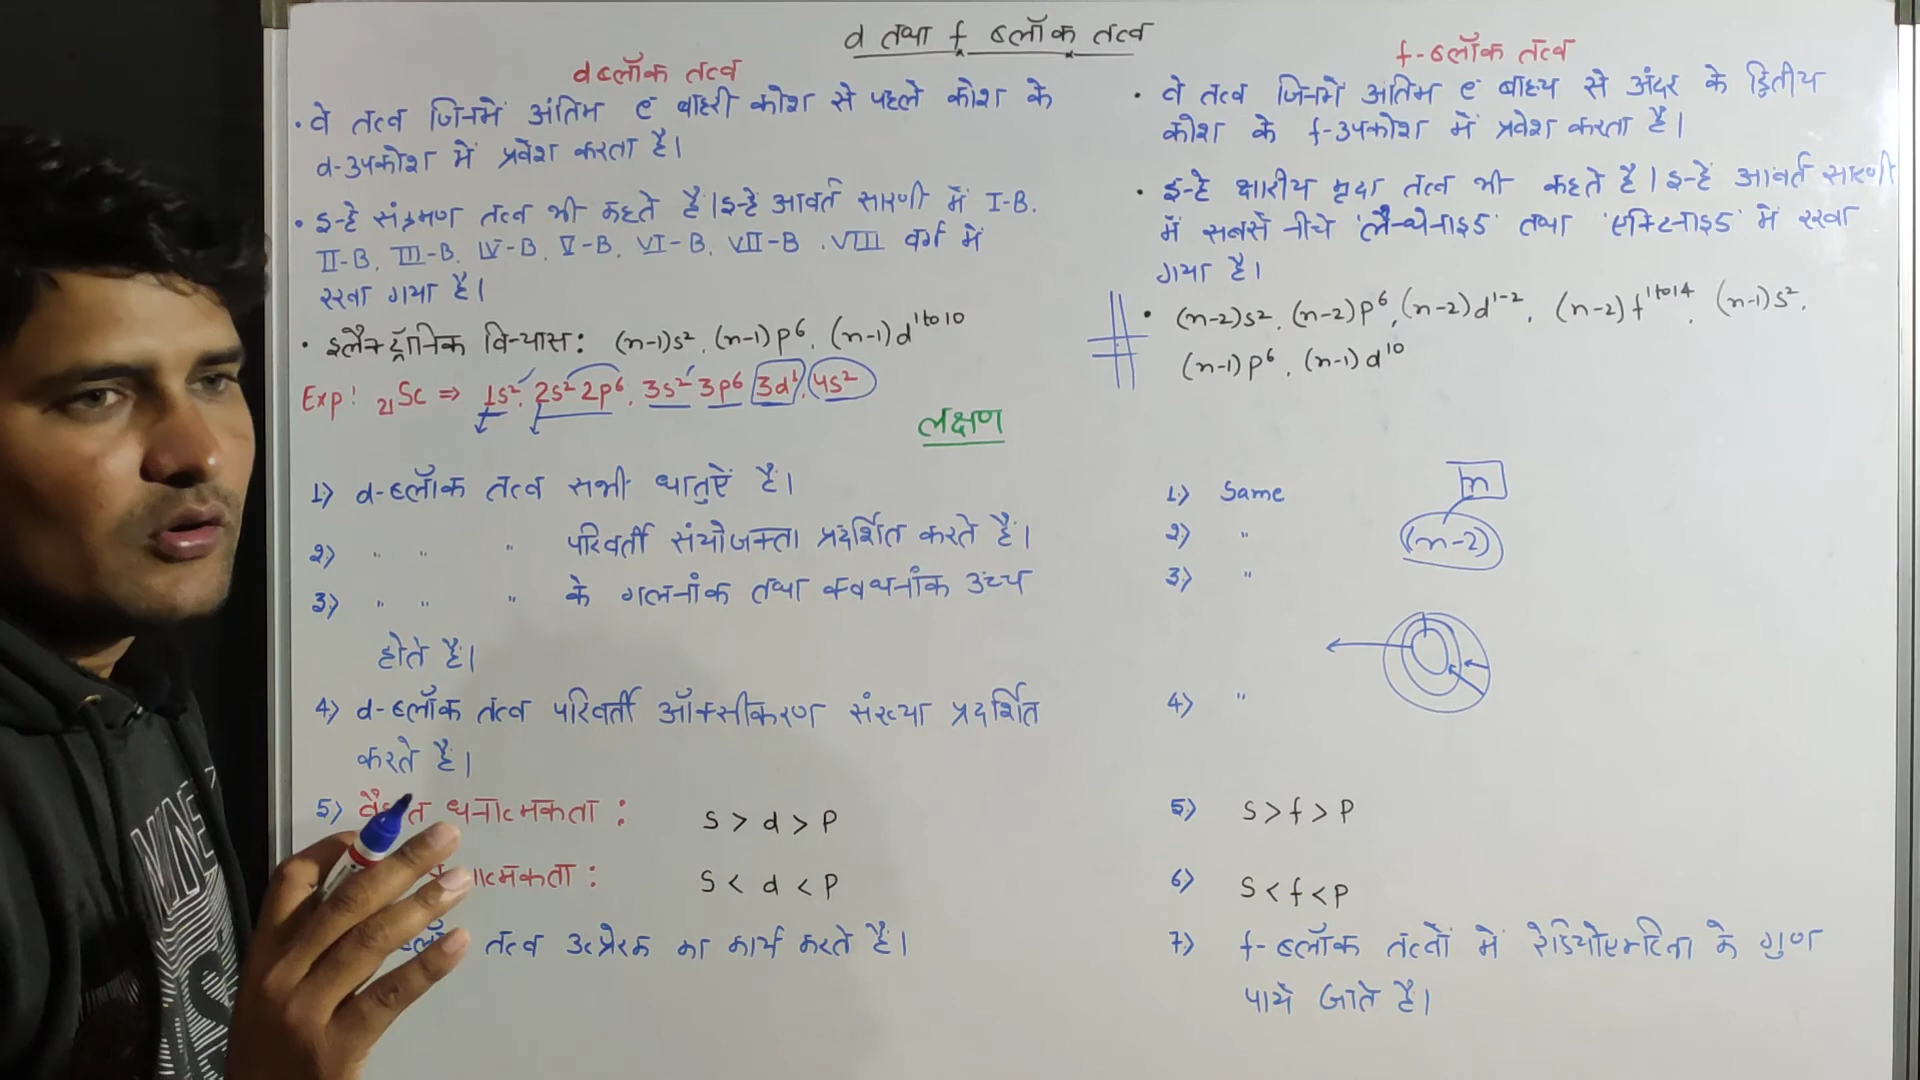 d तथा f ब्लॉक तत्व
d ब्लॉक तत्व
• वे तत्व जिनमें अंतिम e⁻ बाहरी कोश से पहले कोश के
d-उपकोश में प्रवेश करता है।
• इन्हें संक्रमण तत्व भी कहते हैं। इन्हें आवर्त सारणी में I-B,
II-B, III-B, IV-B, V-B, VI-B, VII-B, VIII वर्ग में
रखा गया है।
• इलैक्ट्रॉनिक विन्यास: (n-1)s², (n-1)p⁶, (n-1)d¹ᵗᵒ¹⁰
Exp! ₂₁Sc ⇒ 1s², 2s² 2p⁶, 3s² 3p⁶ 3d¹, 4s²
f-ब्लॉक तत्व
• वे तत्व जिनमें अंतिम e⁻ बाह्य से अंदर के द्वितीय
कोश के f-उपकोश में प्रवेश करता है।
• इन्हें क्षारीय मृदा तत्व भी कहते है। इन्हें आवर्त सारणी
में सबसे नीचे 'लैन्थेनाइड' तथा 'एक्टिनाइड' में रखा
गया है।
• (n-2)s², (n-2)p⁶, (n-2)d¹⁻², (n-2)f¹ᵗᵒ¹⁴, (n-1)s²,
(n-1)p⁶, (n-1)d¹⁰
लक्षण
1) d-ब्लॉक तत्व सभी धातुऐं है।
2) " " " परिवर्ती संयोजक्ता प्रदर्शित करते हैं।
3) " " " के गलनांक तथा क्वथनांक उच्च
होते हैं।
4) d-ब्लॉक तत्व परिवर्ती ऑक्सीकरण संख्या प्रदर्शित
करते हैं।
5) धनात्मकता : s > d > p
s < d < p
तत्व उत्प्रेरक का कार्य करते हैं।
1) Same
2) "
3) "
4) "
n
(n-2)
5) s > f > p
6) s < f < p
7) f-ब्लॉक तत्वों में रेडियोएक्टिता के गुण
पाये जाते हैं।